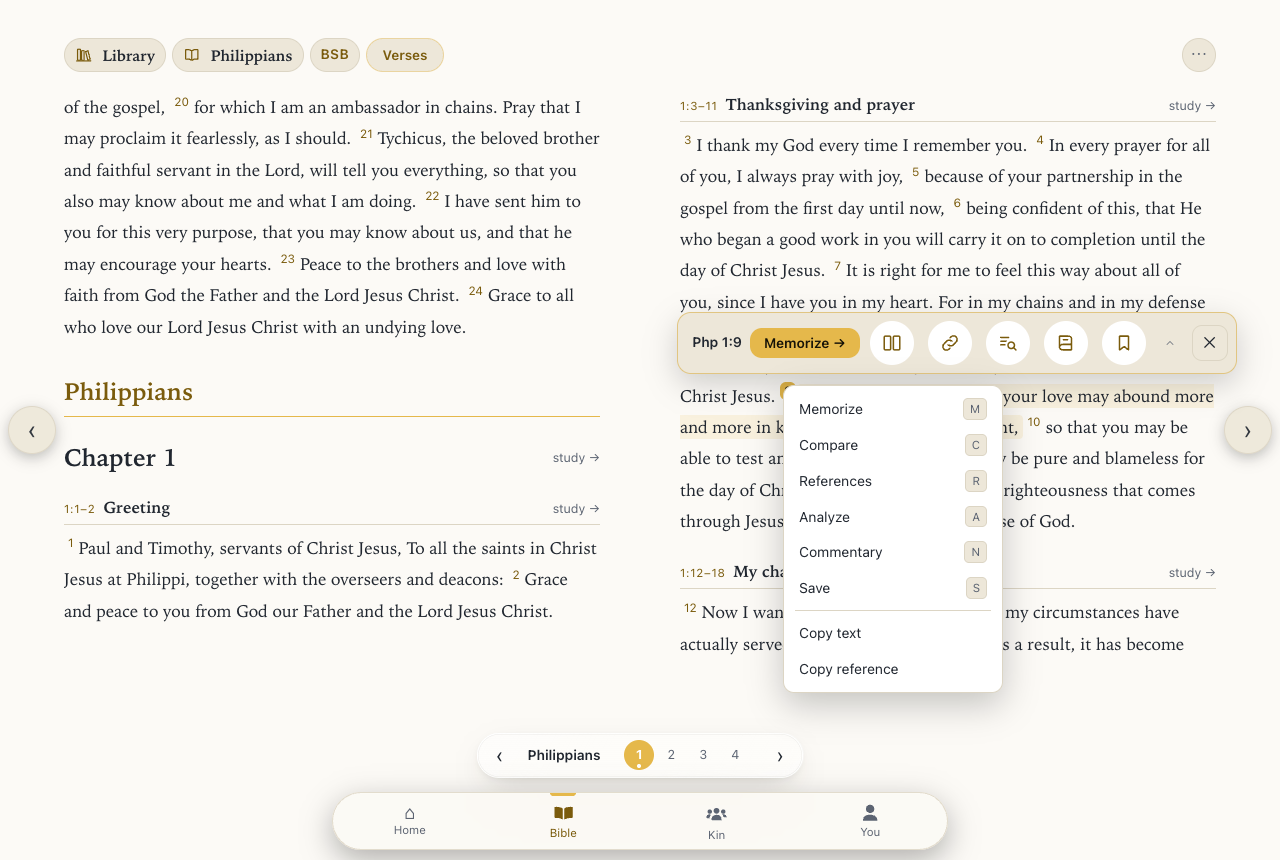 Library
Philippians
BSB
Verses
of the gospel, 20 for which I am an ambassador in chains. Pray that I
may proclaim it fearlessly, as I should. 21 Tychicus, the beloved brother
and faithful servant in the Lord, will tell you everything, so that you
also may know about me and what I am doing. 22 I have sent him to
you for this very purpose, that you may know about us, and that he
may encourage your hearts. 23 Peace to the brothers and love with
faith from God the Father and the Lord Jesus Christ. 24 Grace to all
who love our Lord Jesus Christ with an undying love.
Philippians
Chapter 1 study →
1:1–2 Greeting study →
1 Paul and Timothy, servants of Christ Jesus, To all the saints in Christ
Jesus at Philippi, together with the overseers and deacons: 2 Grace
and peace to you from God our Father and the Lord Jesus Christ.
1:3–11 Thanksgiving and prayer study →
3 I thank my God every time I remember you. 4 In every prayer for all
of you, I always pray with joy, 5 because of your partnership in the
gospel from the first day until now, 6 being confident of this, that He
who began a good work in you will carry it on to completion until the
day of Christ Jesus. 7 It is right for me to feel this way about all of
you, since I have you in my heart. For in my chains and in my defense
Php 1:9 Memorize →
Christ Jesus. your love may abound more
and more in 10 so that you may be
able to test be pure and blameless for
the day of righteousness that comes
through Jesus of God.
1:12–18 My study →
12 Now I my circumstances have
actually a result, it has become
Memorize M
Compare C
References R
Analyze A
Commentary N
Save S
Copy text
Copy reference
‹ Philippians 1 2 3 4 ›
Home
Bible
Kin
You